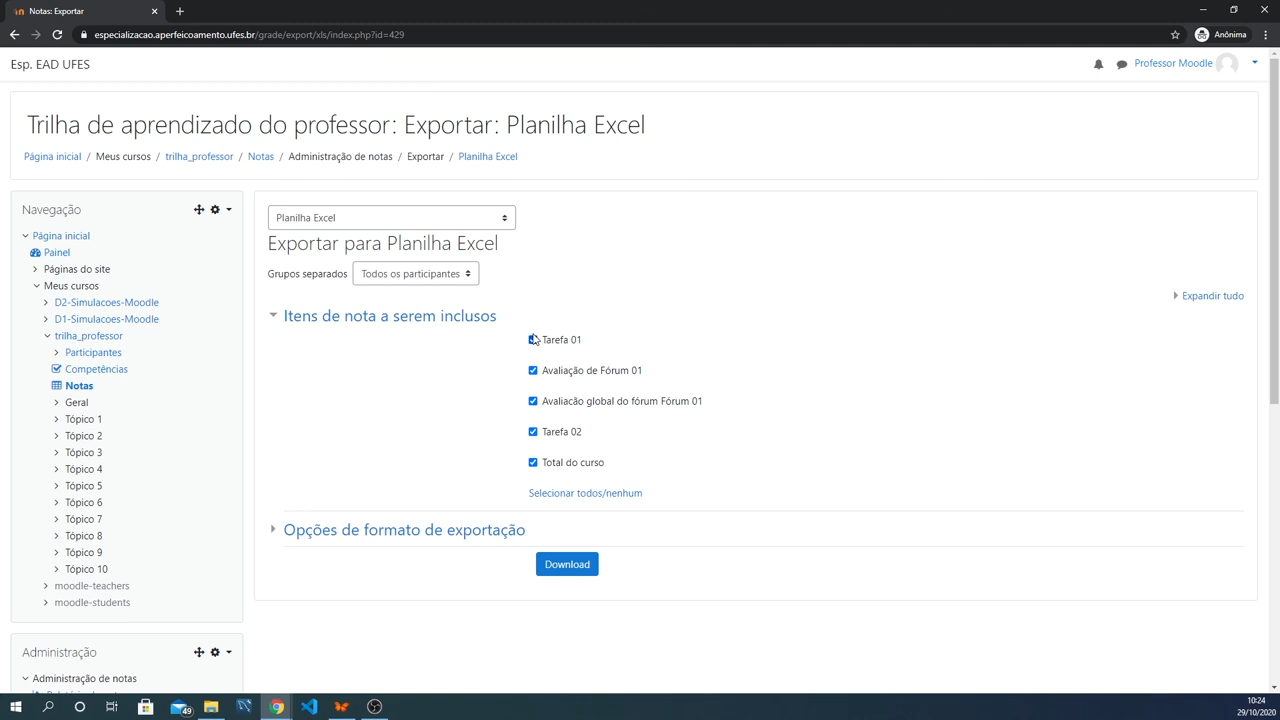 Notas: Exportar
especializacao.aperfeicoamento.ufes.br/grade/export/xls/index.php?id=429
Anônima
Esp. EAD UFES
Professor Moodle
Trilha de aprendizado do professor: Exportar: Planilha Excel
Página inicial / Meus cursos / trilha_professor / Notas / Administração de notas / Exportar / Planilha Excel
Navegação
Página inicial
Painel
Páginas do site
Meus cursos
D2-Simulacoes-Moodle
D1-Simulacoes-Moodle
trilha_professor
Participantes
Competências
Notas
Geral
Tópico 1
Tópico 2
Tópico 3
Tópico 4
Tópico 5
Tópico 6
Tópico 7
Tópico 8
Tópico 9
Tópico 10
moodle-teachers
moodle-students
Administração
Administração de notas
Planilha Excel
Exportar para Planilha Excel
Grupos separados Todos os participantes
Expandir tudo
Itens de nota a serem inclusos
Tarefa 01
Avaliação de Fórum 01
Avaliacão global do fórum Fórum 01
Tarefa 02
Total do curso
Selecionar todos/nenhum
Opções de formato de exportação
Download
49
10:24
29/10/2020